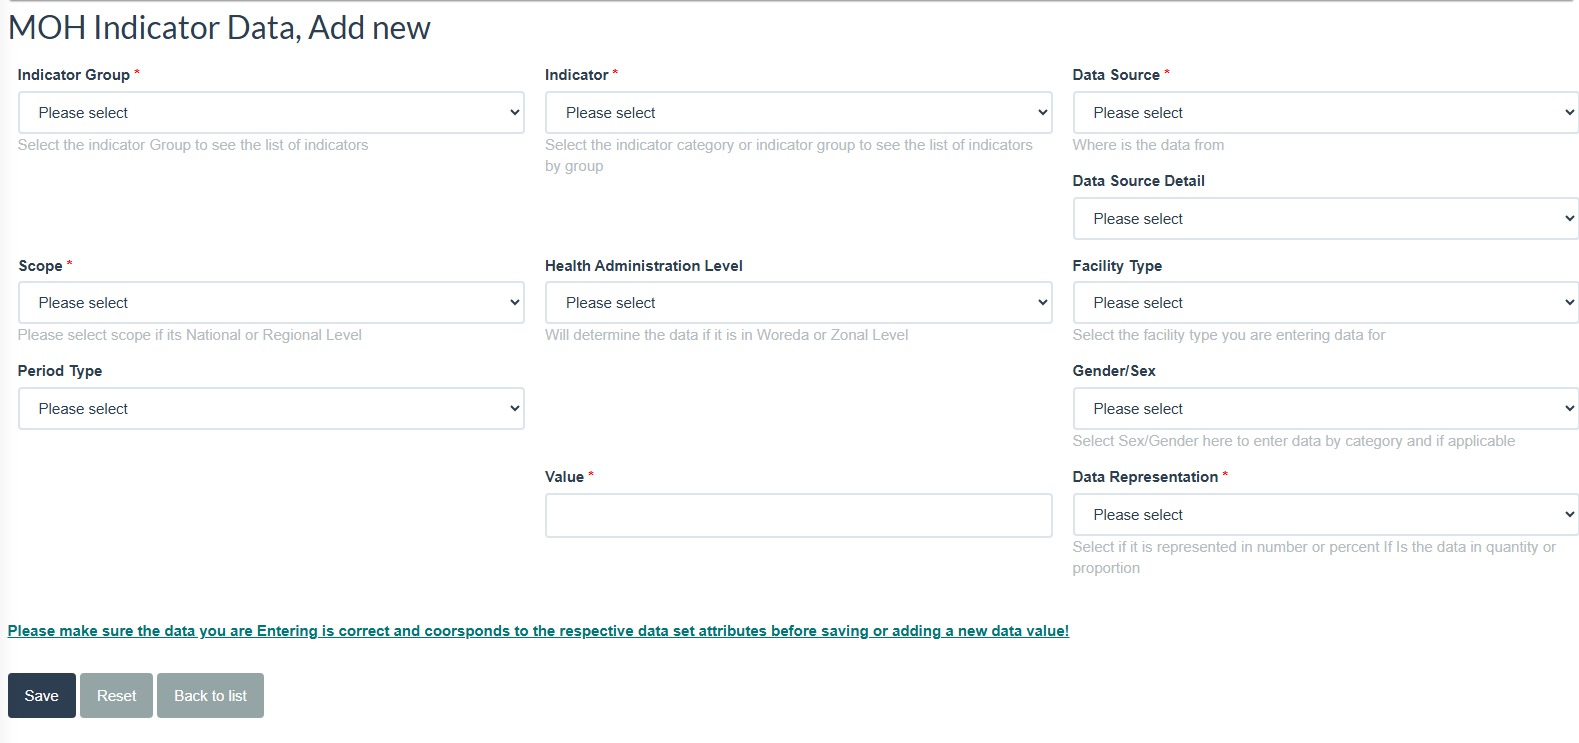 MOH Indicator Data, Add new
Indicator Group *
Please select
Select the indicator Group to see the list of indicators
Indicator *
Please select
Select the indicator category or indicator group to see the list of indicators
by group
Data Source *
Please select
Where is the data from
Data Source Detail
Please select
Scope *
Please select
Please select scope if its National or Regional Level
Health Administration Level
Please select
Will determine the data if it is in Woreda or Zonal Level
Facility Type
Please select
Select the facility type you are entering data for
Period Type
Please select
Gender/Sex
Please select
Select Sex/Gender here to enter data by category and if applicable
Value *
Data Representation *
Please select
Select if it is represented in number or percent If Is the data in quantity or
proportion
Please make sure the data you are Entering is correct and coorsponds to the respective data set attributes before saving or adding a new data value!
Save
Reset
Back to list